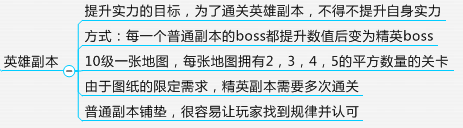 提升实力的目标，为了通关英雄副本，不得不提升自身实力
方式：每一个普通副本的boss都提升数值后变为精英boss
英雄副本
10级一张地图，每张地图拥有2，3，4，5的平方数量的关卡
由于图纸的限定需求，精英副本需要多次通关
普通副本铺垫，很容易让玩家找到规律并认可